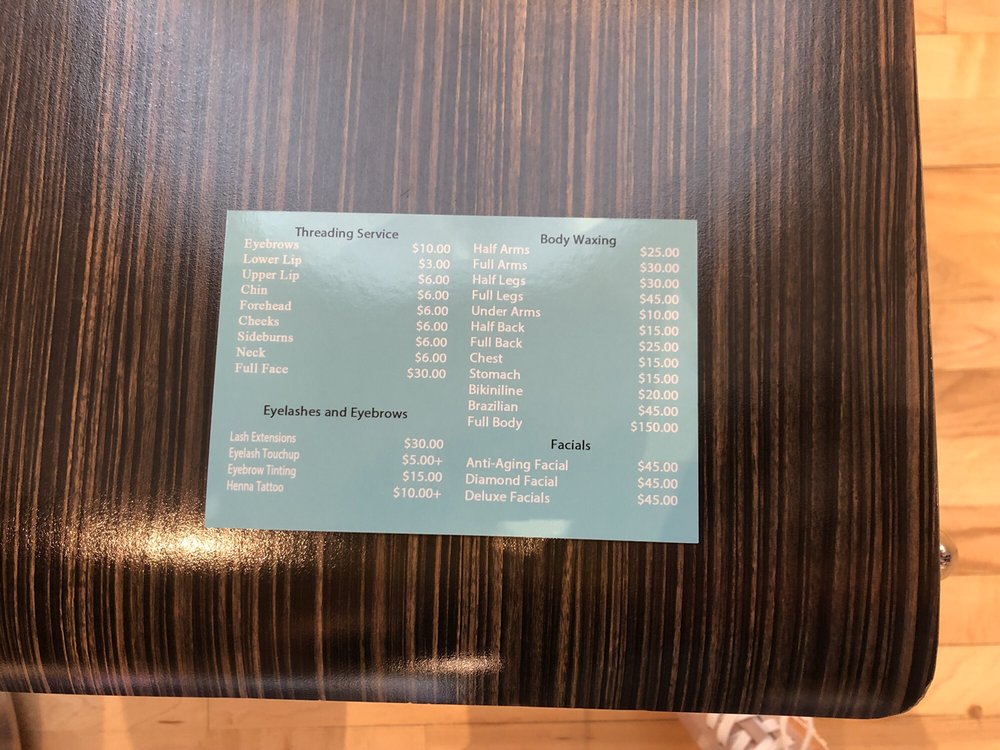 Threading Service
Eyebrows $10.00
Lower Lip $3.00
Upper Lip $6.00
Chin $6.00
Forehead $6.00
Cheeks $6.00
Sideburns $6.00
Neck $6.00
Full Face $30.00
Eyelashes and Eyebrows
Lash Extensions $30.00
Eyelash Touchup $5.00+
Eyebrow Tinting $15.00
Henna Tattoo $10.00+
Body Waxing
Half Arms $25.00
Full Arms $30.00
Half Legs $30.00
Full Legs $45.00
Under Arms $10.00
Half Back $15.00
Full Back $25.00
Chest $15.00
Stomach $15.00
Bikiniline $20.00
Brazilian $45.00
Full Body $150.00
Facials
Anti-Aging Facial $45.00
Diamond Facial $45.00
Deluxe Facials $45.00